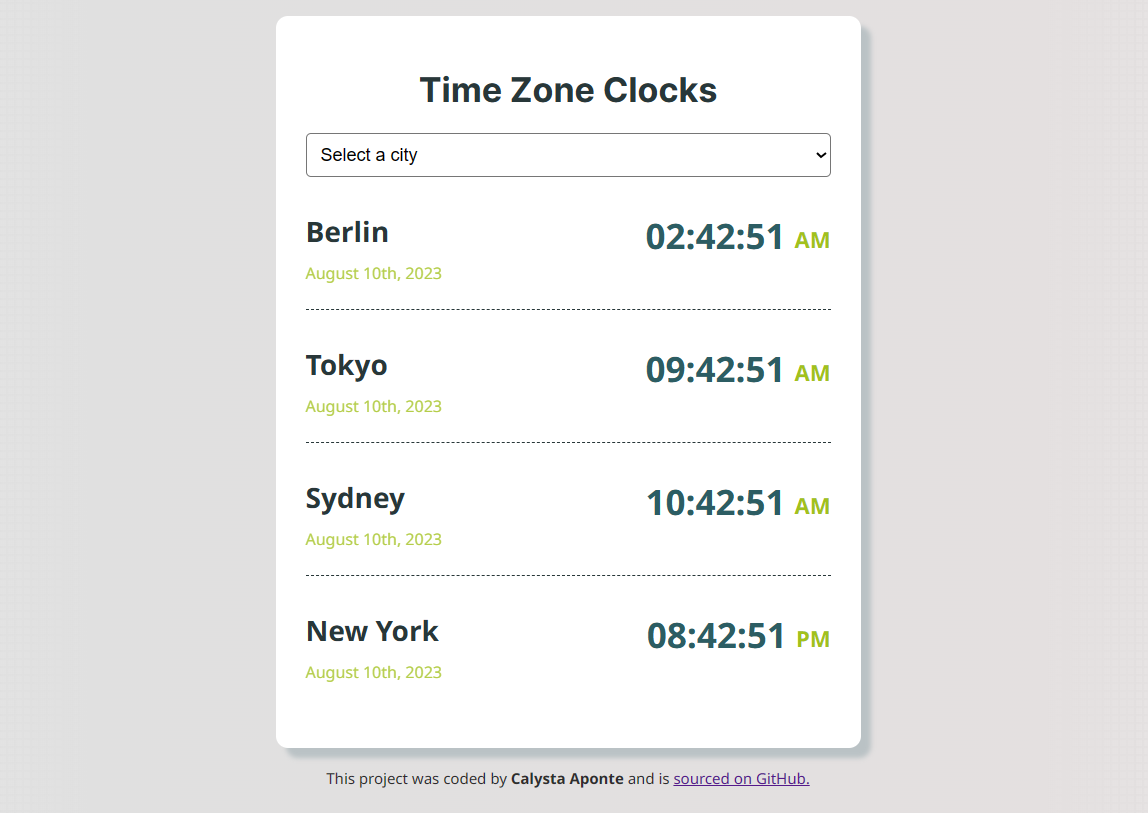 Time Zone Clocks
Select a city
Berlin 02:42:51 AM
August 10th, 2023
Tokyo 09:42:51 AM
August 10th, 2023
Sydney 10:42:51 AM
August 10th, 2023
New York 08:42:51 PM
August 10th, 2023
This project was coded by Calysta Aponte and is sourced on GitHub.